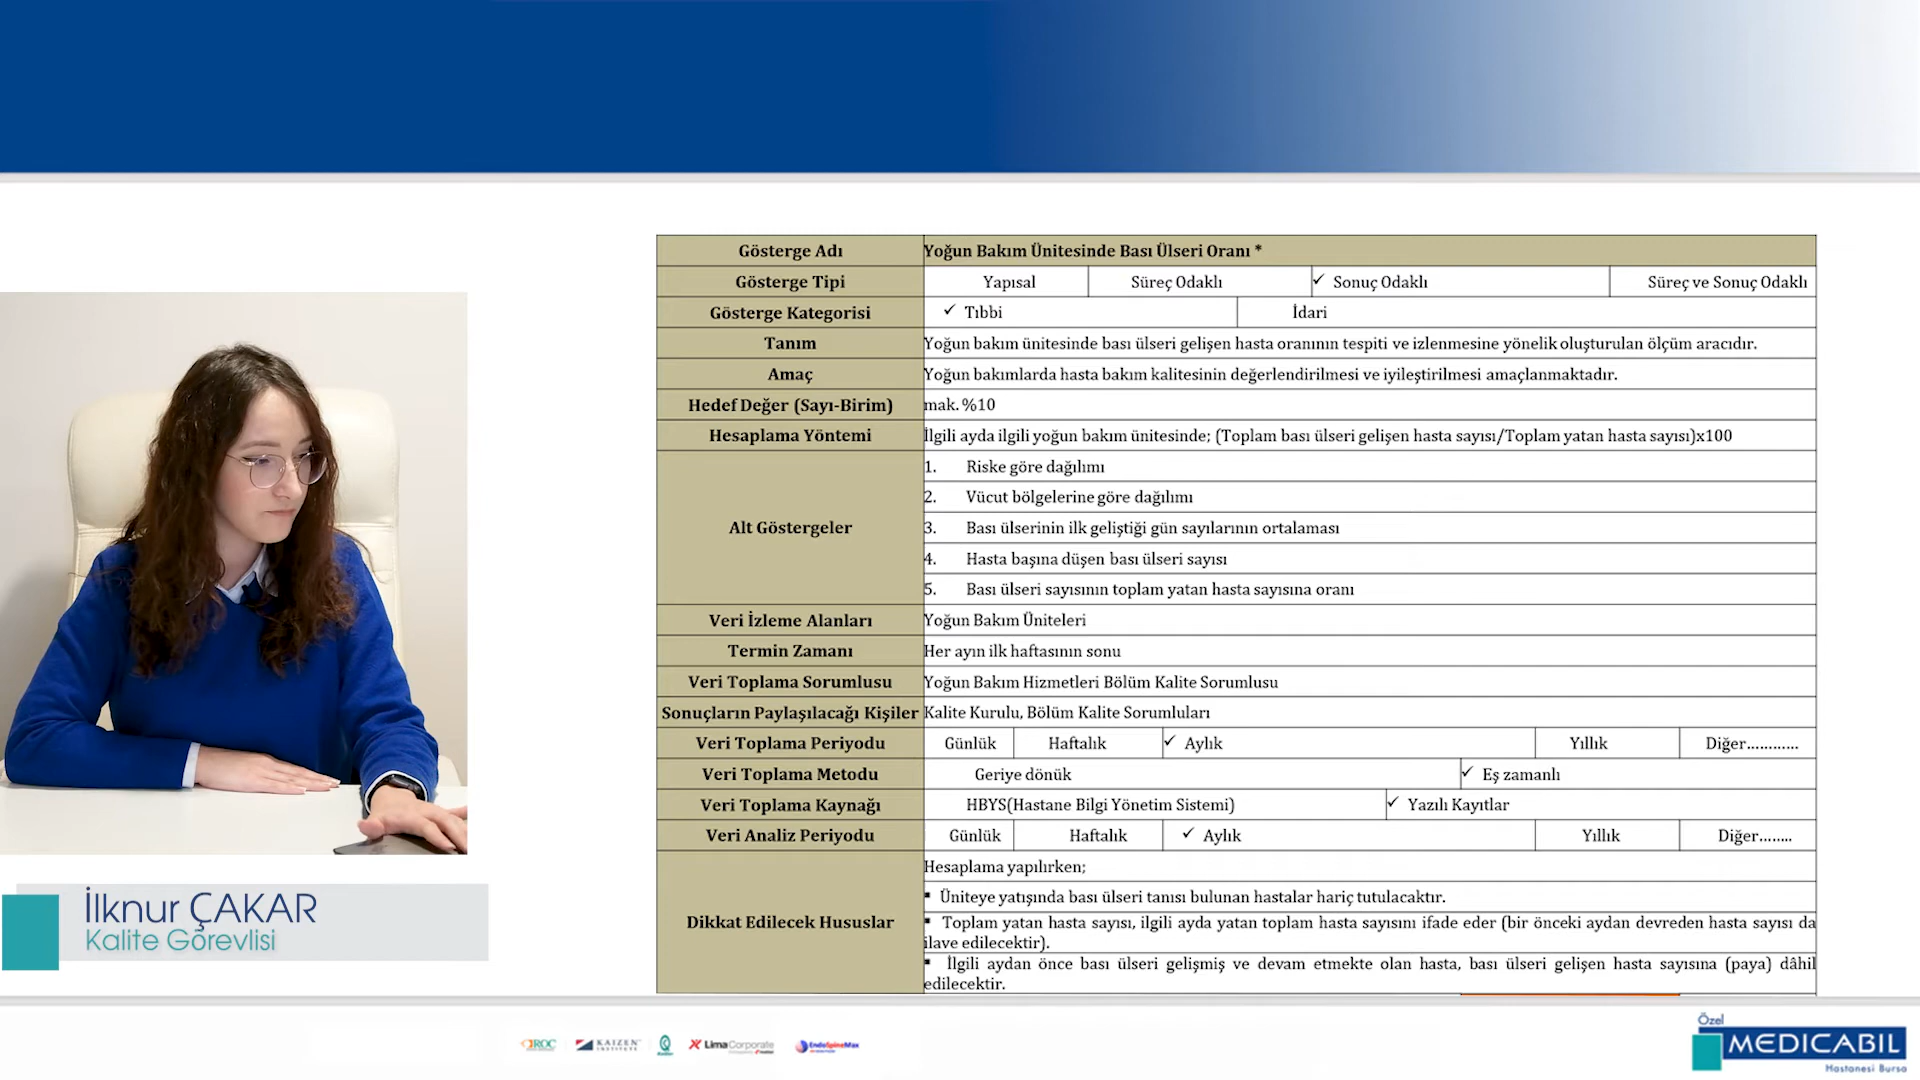 Gösterge Adı Yoğun Bakım Ünitesinde Bası Ülseri Oranı *
Gösterge Tipi Yapısal Süreç Odaklı ✓ Sonuç Odaklı Süreç ve Sonuç Odaklı
Gösterge Kategorisi ✓ Tıbbi İdari
Tanım Yoğun bakım ünitesinde bası ülseri gelişen hasta oranının tespiti ve izlenmesine yönelik oluşturulan ölçüm aracıdır.
Amaç Yoğun bakımlarda hasta bakım kalitesinin değerlendirilmesi ve iyileştirilmesi amaçlanmaktadır.
Hedef Değer (Sayı-Birim) mak. %10
Hesaplama Yöntemi İlgili ayda ilgili yoğun bakım ünitesinde; (Toplam bası ülseri gelişen hasta sayısı/Toplam yatan hasta sayısı)x100
Alt Göstergeler
1. Riske göre dağılımı
2. Vücut bölgelerine göre dağılımı
3. Bası ülserinin ilk geliştiği gün sayılarının ortalaması
4. Hasta başına düşen bası ülseri sayısı
5. Bası ülseri sayısının toplam yatan hasta sayısına oranı
Veri İzleme Alanları Yoğun Bakım Üniteleri
Termin Zamanı Her ayın ilk haftasının sonu
Veri Toplama Sorumlusu Yoğun Bakım Hizmetleri Bölüm Kalite Sorumlusu
Sonuçların Paylaşılacağı Kişiler Kalite Kurulu, Bölüm Kalite Sorumluları
Veri Toplama Periyodu Günlük Haftalık ✓ Aylık Yıllık Diğer............
Veri Toplama Metodu Geriye dönük ✓ Eş zamanlı
Veri Toplama Kaynağı HBYS(Hastane Bilgi Yönetim Sistemi) ✓ Yazılı Kayıtlar
Veri Analiz Periyodu Günlük Haftalık ✓ Aylık Yıllık Diğer........
Dikkat Edilecek Hususlar
Hesaplama yapılırken;
▪ Üniteye yatışında bası ülseri tanısı bulunan hastalar hariç tutulacaktır.
▪ Toplam yatan hasta sayısı, ilgili ayda yatan toplam hasta sayısını ifade eder (bir önceki aydan devreden hasta sayısı da
ilave edilecektir).
▪ İlgili aydan önce bası ülseri gelişmiş ve devam etmekte olan hasta, bası ülseri gelişen hasta sayısına (paya) dâhil
edilecektir.
İlknur ÇAKAR
Kalite Görevlisi
ROC
KAIZEN
INSTITUTE
LimaCorporate
EndoSpineMax
Özel
MEDICABIL
Hastanesi Bursa